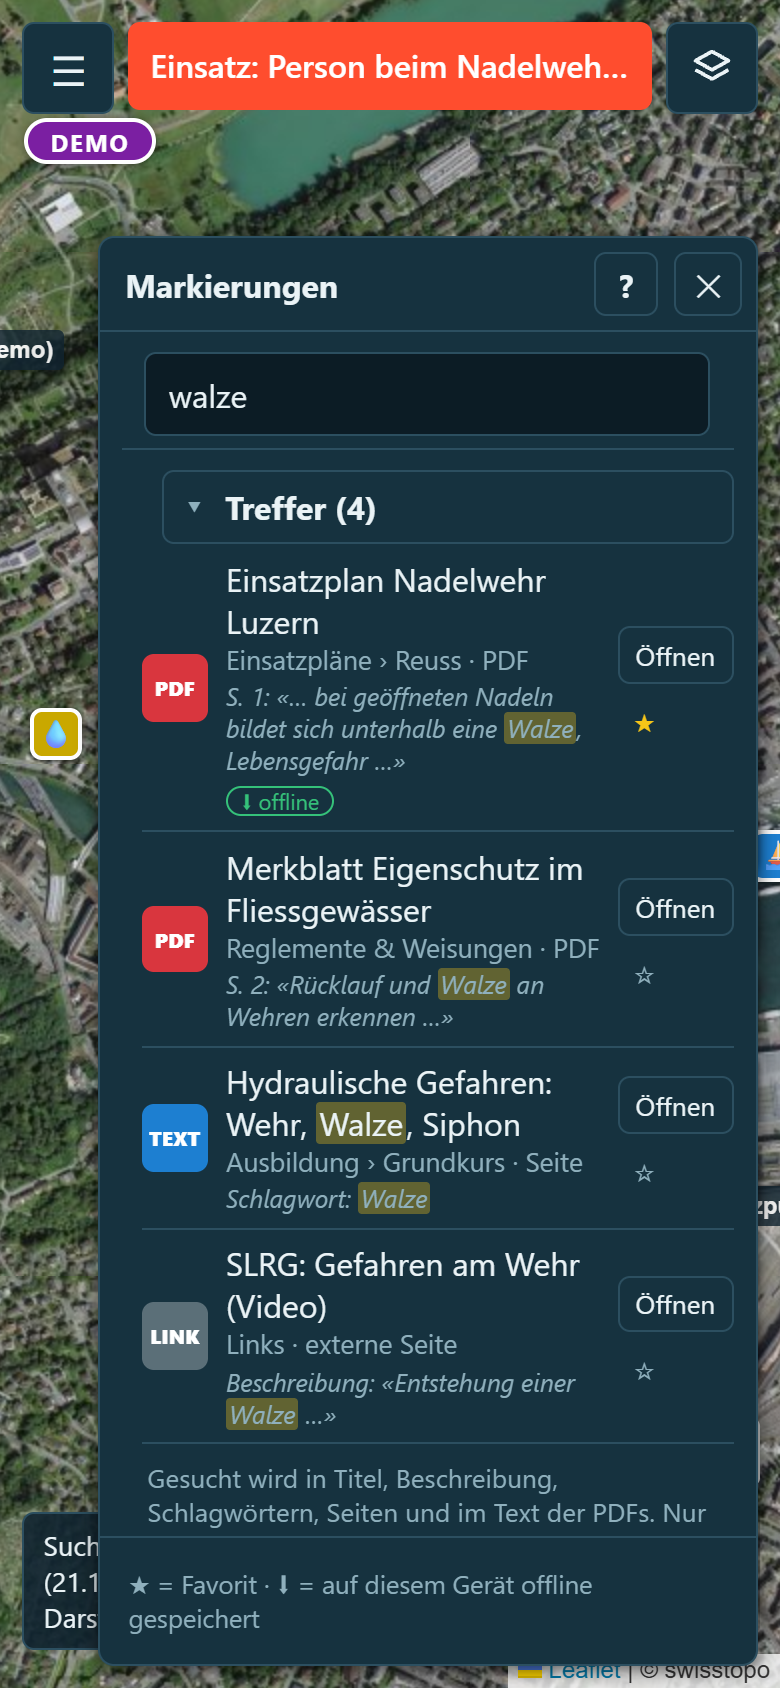 ☰
Einsatz: Person beim Nadelweh...
DEMO
Markierungen
?
emo)
walze
▼ Treffer (4)
Einsatzplan Nadelwehr
Luzern
PDF
Einsatzpläne › Reuss · PDF
S. 1: «... bei geöffneten Nadeln
bildet sich unterhalb eine Walze,
Lebensgefahr ...»
⬇ offline
Öffnen
★
Merkblatt Eigenschutz im
Fliessgewässer
PDF
Reglemente & Weisungen · PDF
S. 2: «Rücklauf und Walze an
Wehren erkennen ...»
Öffnen
☆
Hydraulische Gefahren:
Wehr, Walze, Siphon
TEXT
Ausbildung › Grundkurs · Seite
Schlagwort: Walze
Öffnen
☆
SLRG: Gefahren am Wehr
(Video)
LINK
Links · externe Seite
Beschreibung: «Entstehung einer
Walze ...»
Öffnen
☆
Gesucht wird in Titel, Beschreibung,
Schlagwörtern, Seiten und im Text der PDFs. Nur
★ = Favorit · ⬇ = auf diesem Gerät offline
gespeichert
Such
(21.1
Dars
zpu
Leaflet | © swisstopo